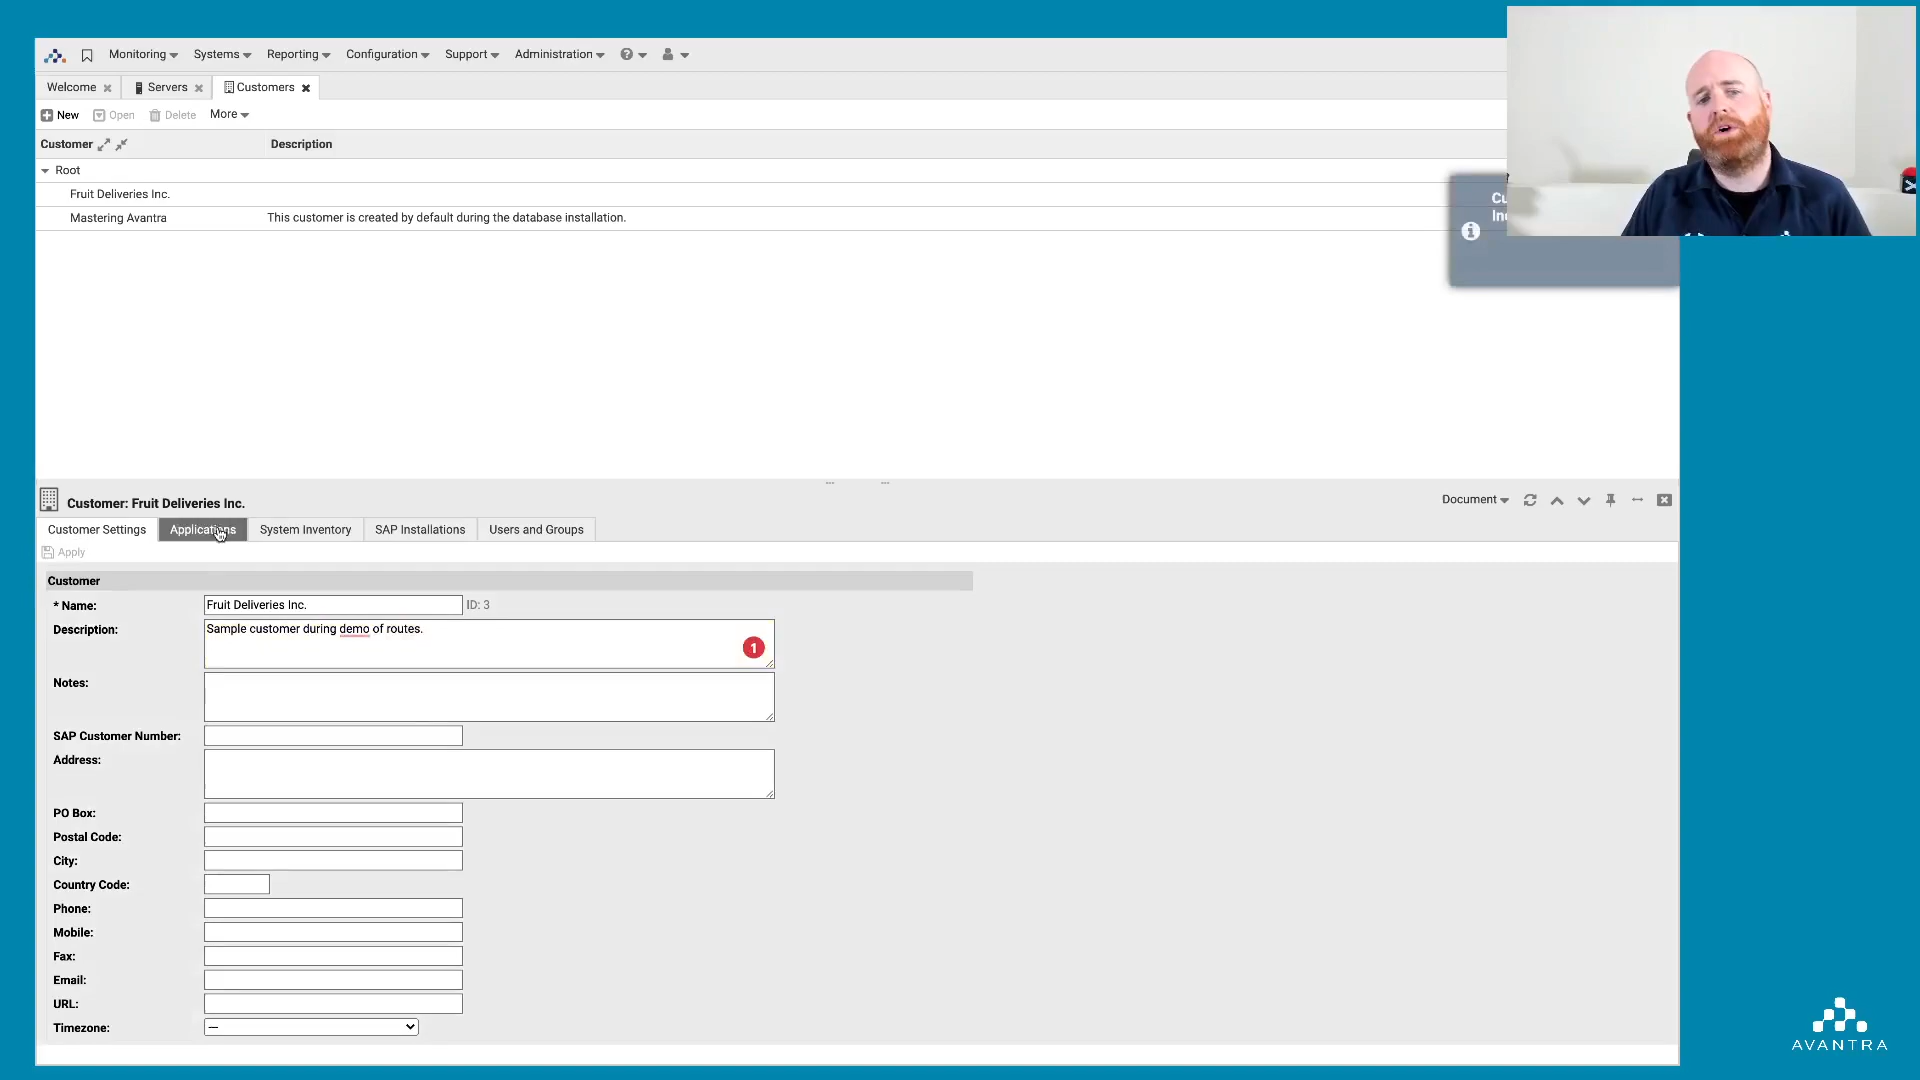 Monitoring Systems Reporting Configuration Support Administration
Welcome Servers Customers
New Open Delete More
Customer Description
Root
Fruit Deliveries Inc.
Mastering Avantra This customer is created by default during the database installation.
Customer: Fruit Deliveries Inc.
Document
Customer Settings Applications System Inventory SAP Installations Users and Groups
Apply
Customer
* Name: Fruit Deliveries Inc. ID: 3
Description: Sample customer during demo of routes.
1
Notes:
SAP Customer Number:
Address:
PO Box:
Postal Code:
City:
Country Code:
Phone:
Mobile:
Fax:
Email:
URL:
Timezone: —
AVANTRA